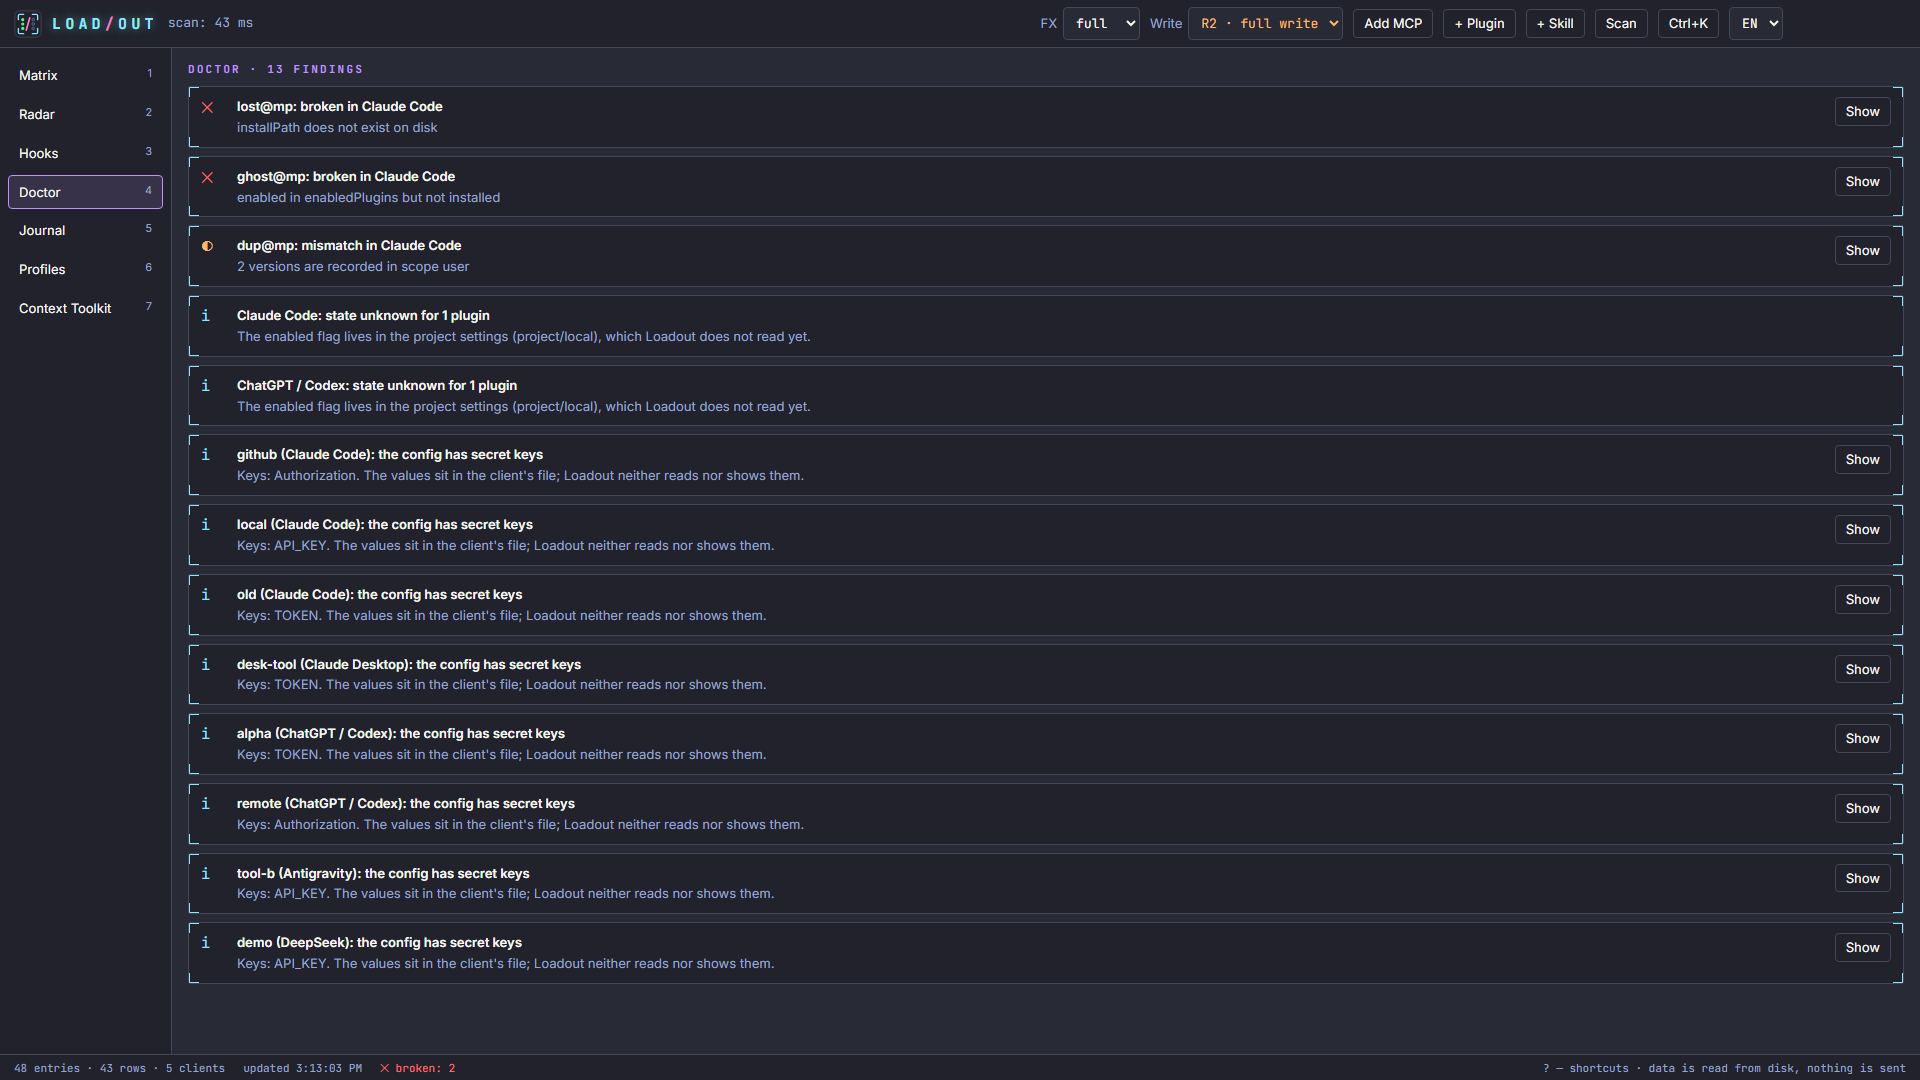 LOAD/OUT scan: 43 ms FX full Write R2 · full write Add MCP + Plugin + Skill Scan Ctrl+K EN
Matrix 1
Radar 2
Hooks 3
Doctor 4
Journal 5
Profiles 6
Context Toolkit 7
DOCTOR · 13 FINDINGS
lost@mp: broken in Claude Code
installPath does not exist on disk
Show
ghost@mp: broken in Claude Code
enabled in enabledPlugins but not installed
Show
dup@mp: mismatch in Claude Code
2 versions are recorded in scope user
Show
i Claude Code: state unknown for 1 plugin
The enabled flag lives in the project settings (project/local), which Loadout does not read yet.
i ChatGPT / Codex: state unknown for 1 plugin
The enabled flag lives in the project settings (project/local), which Loadout does not read yet.
i github (Claude Code): the config has secret keys
Keys: Authorization. The values sit in the client's file; Loadout neither reads nor shows them.
Show
i local (Claude Code): the config has secret keys
Keys: API_KEY. The values sit in the client's file; Loadout neither reads nor shows them.
Show
i old (Claude Code): the config has secret keys
Keys: TOKEN. The values sit in the client's file; Loadout neither reads nor shows them.
Show
i desk-tool (Claude Desktop): the config has secret keys
Keys: TOKEN. The values sit in the client's file; Loadout neither reads nor shows them.
Show
i alpha (ChatGPT / Codex): the config has secret keys
Keys: TOKEN. The values sit in the client's file; Loadout neither reads nor shows them.
Show
i remote (ChatGPT / Codex): the config has secret keys
Keys: Authorization. The values sit in the client's file; Loadout neither reads nor shows them.
Show
i tool-b (Antigravity): the config has secret keys
Keys: API_KEY. The values sit in the client's file; Loadout neither reads nor shows them.
Show
i demo (DeepSeek): the config has secret keys
Keys: API_KEY. The values sit in the client's file; Loadout neither reads nor shows them.
Show
48 entries · 43 rows · 5 clients updated 3:13:03 PM broken: 2 ? — shortcuts · data is read from disk, nothing is sent